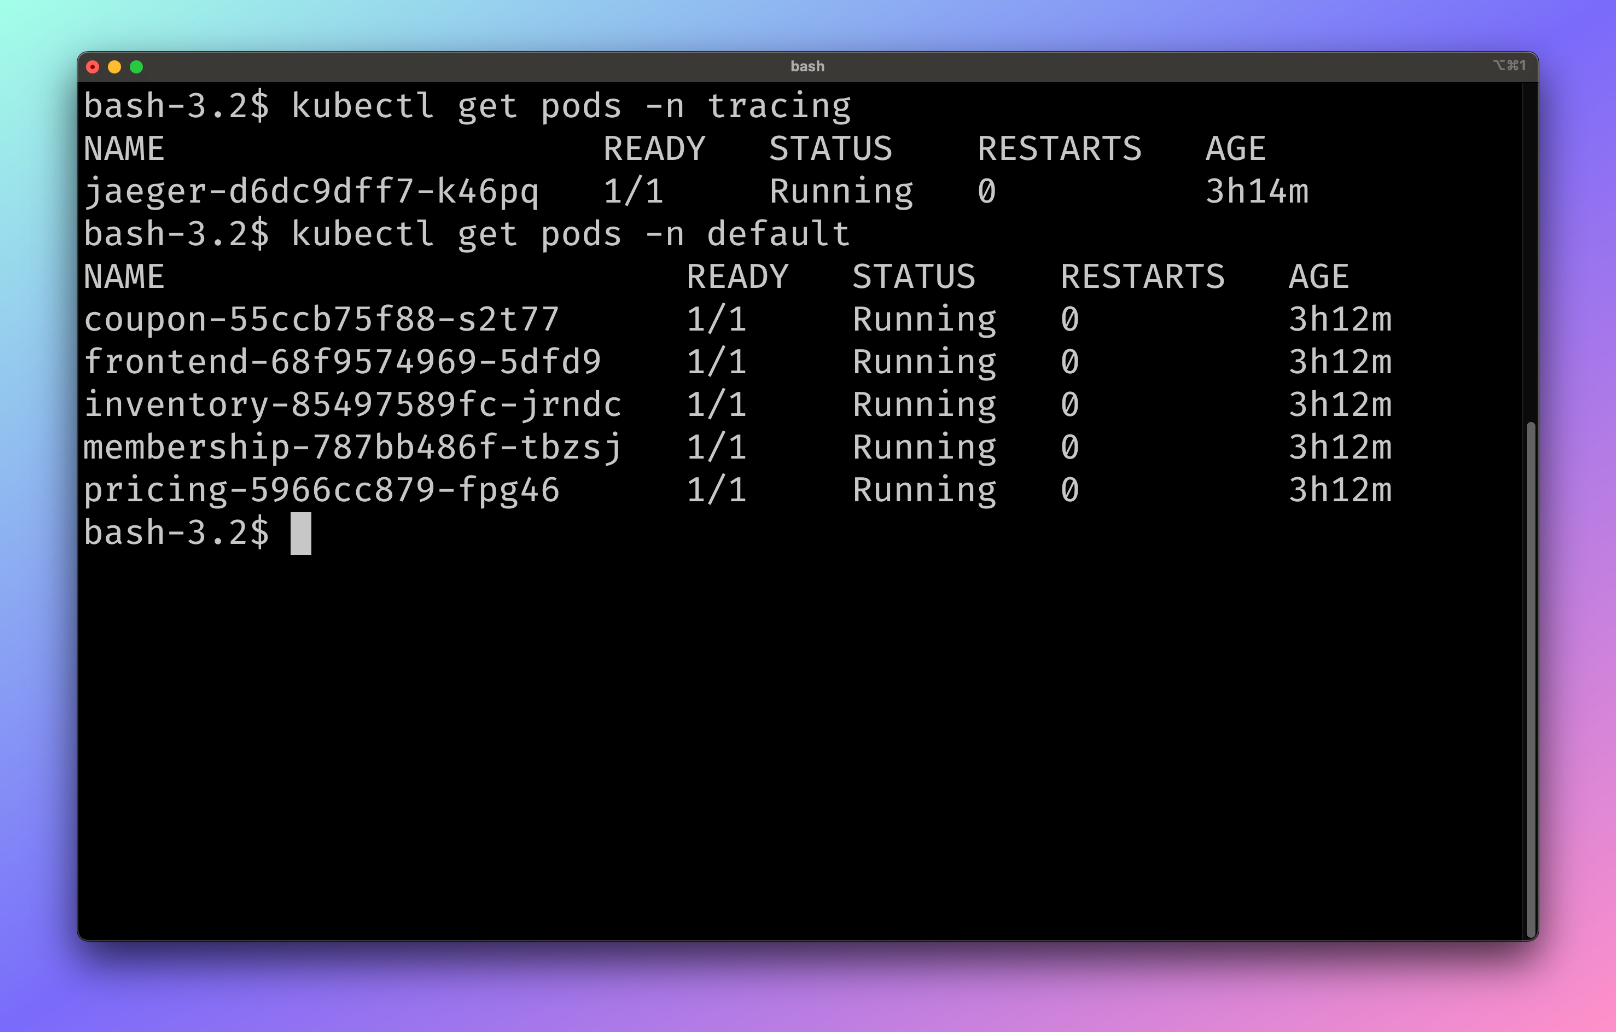 bash
⌥⌘1
bash-3.2$ kubectl get pods -n tracing
NAME                     READY   STATUS    RESTARTS   AGE
jaeger-d6dc9dff7-k46pq   1/1     Running   0          3h14m
bash-3.2$ kubectl get pods -n default
NAME                         READY   STATUS    RESTARTS   AGE
coupon-55ccb75f88-s2t77      1/1     Running   0          3h12m
frontend-68f9574969-5dfd9    1/1     Running   0          3h12m
inventory-85497589fc-jrndc   1/1     Running   0          3h12m
membership-787bb486f-tbzsj   1/1     Running   0          3h12m
pricing-5966cc879-fpg46      1/1     Running   0          3h12m
bash-3.2$